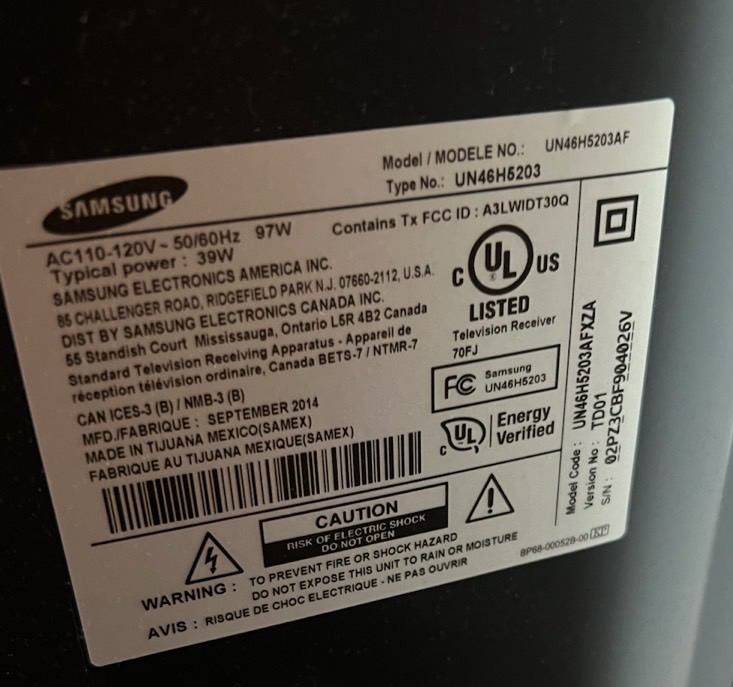 SAMSUNG
Model / MODELE NO.: UN46H5203AF
Type No.: UN46H5203
AC110-120V~ 50/60Hz 97W
Typical power : 39W
Contains Tx FCC ID : A3LWIDT30Q
SAMSUNG ELECTRONICS AMERICA INC.
85 CHALLENGER ROAD, RIDGEFIELD PARK N.J. 07660-2112, U.S.A.
DIST BY SAMSUNG ELECTRONICS CANADA INC.
55 Standish Court Mississauga, Ontario L5R 4B2 Canada
Standard Television Receiving Apparatus - Appareil de
réception télévision ordinaire, Canada BETS-7 / NTMR-7
CAN ICES-3 (B) / NMB-3 (B)
MFD./FABRIQUE : SEPTEMBER 2014
MADE IN TIJUANA MEXICO(SAMEX)
FABRIQUE AU TIJUANA MEXIQUE(SAMEX)
C UL US
LISTED
Television Receiver
70FJ
FC Samsung
UN46H5203
C UL Energy
Verified
Model Code : UN46H5203AFXZA
Version No : TD01
S/N : 02PZ3CBF904026V
CAUTION
RISK OF ELECTRIC SHOCK
DO NOT OPEN
WARNING : TO PREVENT FIRE OR SHOCK HAZARD
DO NOT EXPOSE THIS UNIT TO RAIN OR MOISTURE
AVIS : RISQUE DE CHOC ELECTRIQUE - NE PAS OUVRIR
BP68-00052B-00